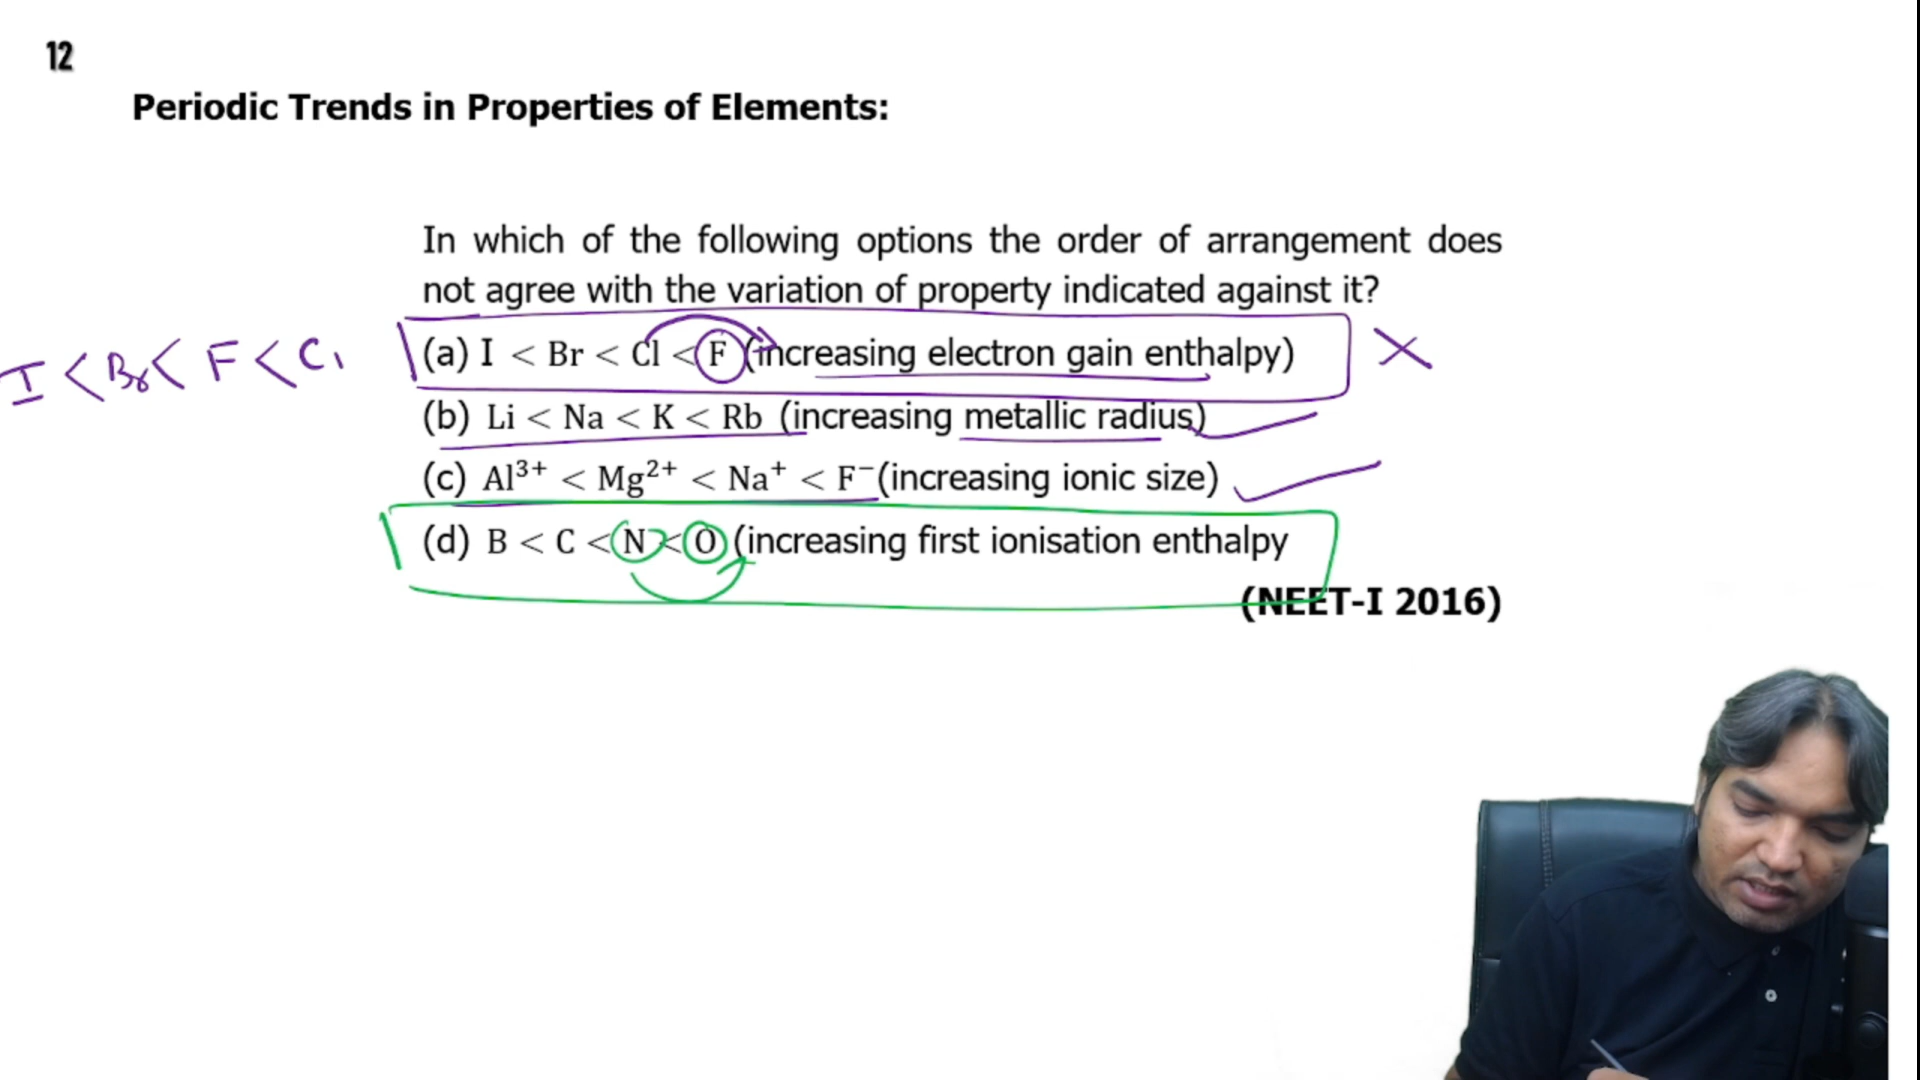 12
Periodic Trends in Properties of Elements:
In which of the following options the order of arrangement does
not agree with the variation of property indicated against it?
I < Br < F < Cl
(a) I < Br < Cl < F (increasing electron gain enthalpy)
(b) Li < Na < K < Rb (increasing metallic radius)
(c) Al³⁺ < Mg²⁺ < Na⁺ < F⁻ (increasing ionic size)
(d) B < C < N < O (increasing first ionisation enthalpy
(NEET-I 2016)